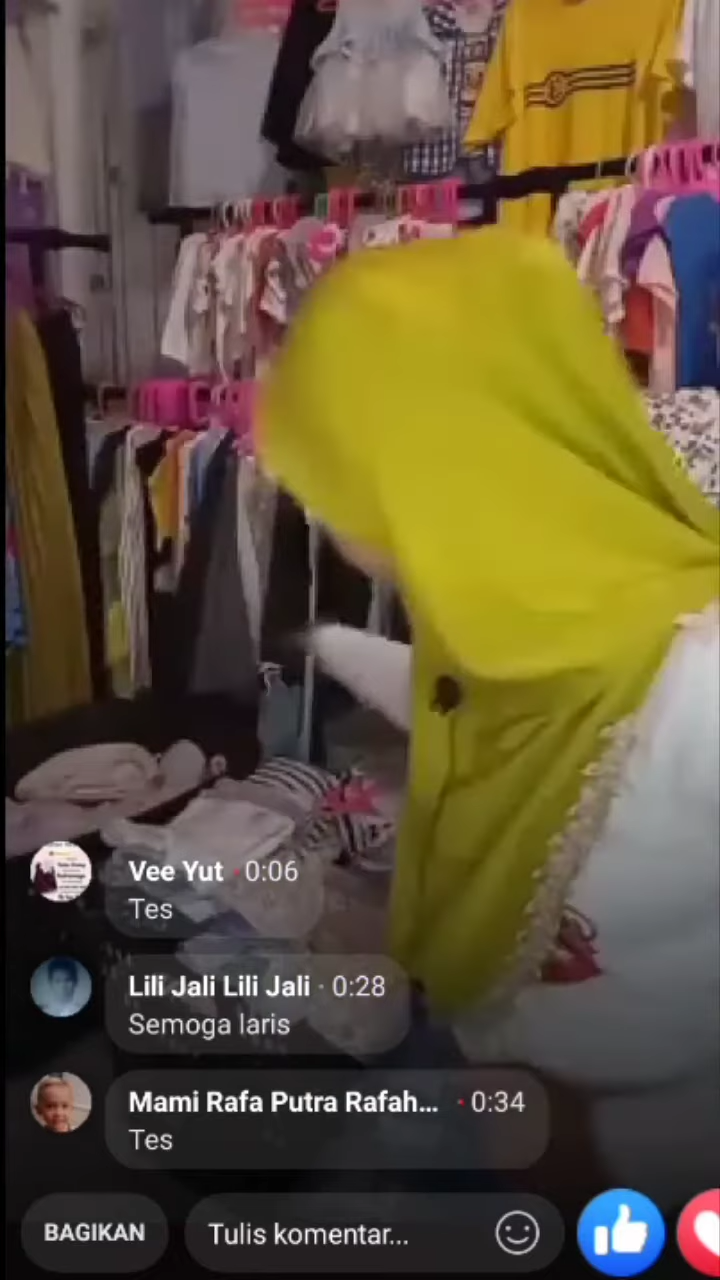 Vee Yut · 0:06
Tes
Lili Jali Lili Jali · 0:28
Semoga laris
Mami Rafa Putra Rafah... · 0:34
Tes
BAGIKAN
Tulis komentar...